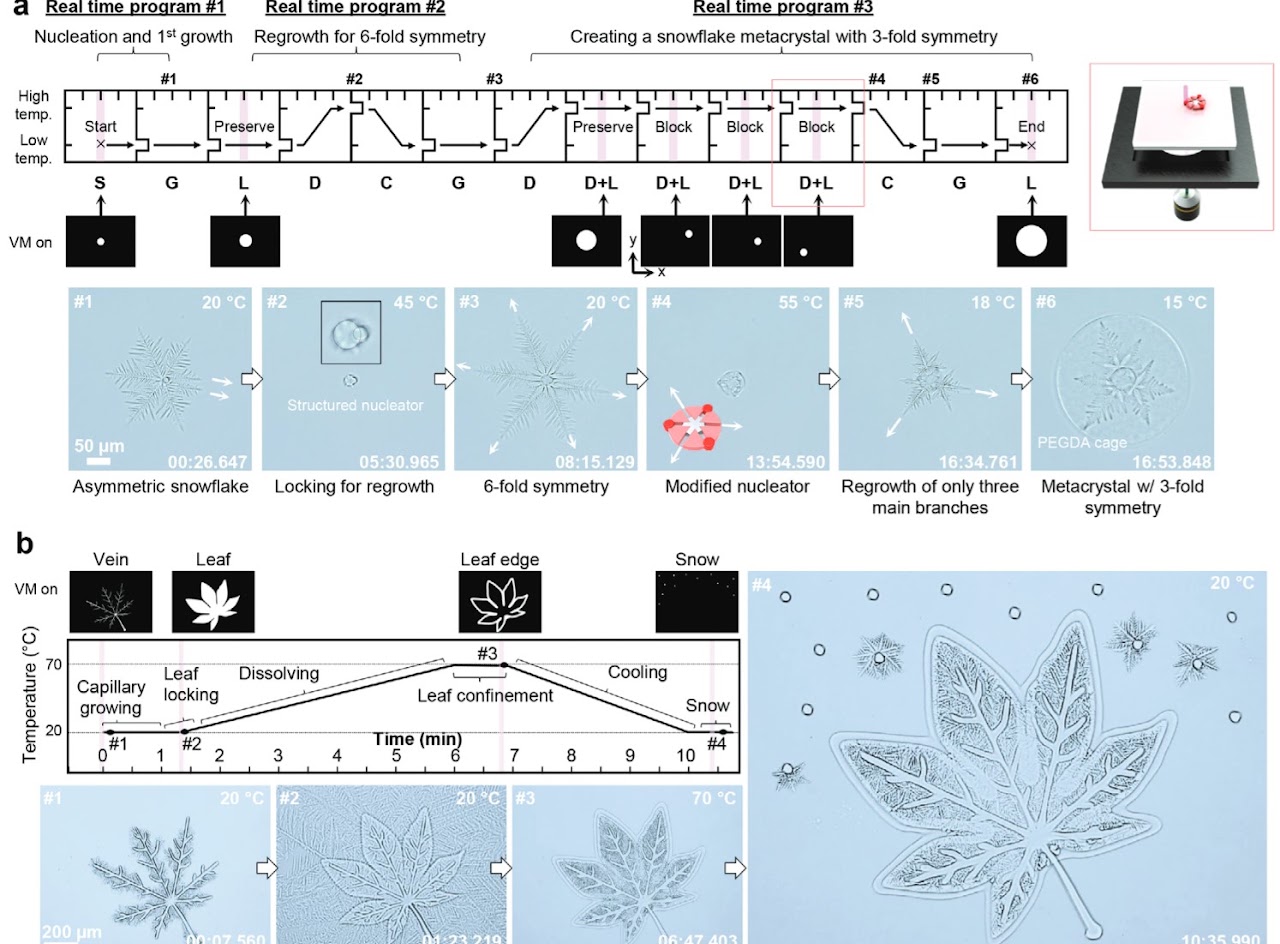 a
Real time program #1
Real time program #2
Real time program #3
Nucleation and 1st growth
Regrowth for 6-fold symmetry
Creating a snowflake metacrystal with 3-fold symmetry
#1
#2
#3
#4
#5
#6
High
temp.
Low
temp.
Start
Preserve
Preserve
Block
Block
Block
End
S
G
L
D
C
G
D
D+L
D+L
D+L
D+L
C
G
L
VM on
y
x
#1 20 °C
50 µm
00:26.647
#2 45 °C
Structured nucleator
05:30.965
#3 20 °C
08:15.129
#4 55 °C
13:54.590
#5 18 °C
16:34.761
#6 15 °C
PEGDA cage
16:53.848
Asymmetric snowflake
Locking for regrowth
6-fold symmetry
Modified nucleator
Regrowth of only three
main branches
Metacrystal w/ 3-fold
symmetry
b
Vein
Leaf
Leaf edge
Snow
VM on
Temperature (°C)
70
20
Capillary
growing
Leaf
locking
Dissolving
#3
Leaf confinement
Cooling
Snow
#1
#2
#4
Time (min)
0 1 2 3 4 5 6 7 8 9 10
#1 20 °C
200 µm
00:07.560
#2 20 °C
01:23.219
#3 70 °C
06:47.403
#4 20 °C
10:35.990